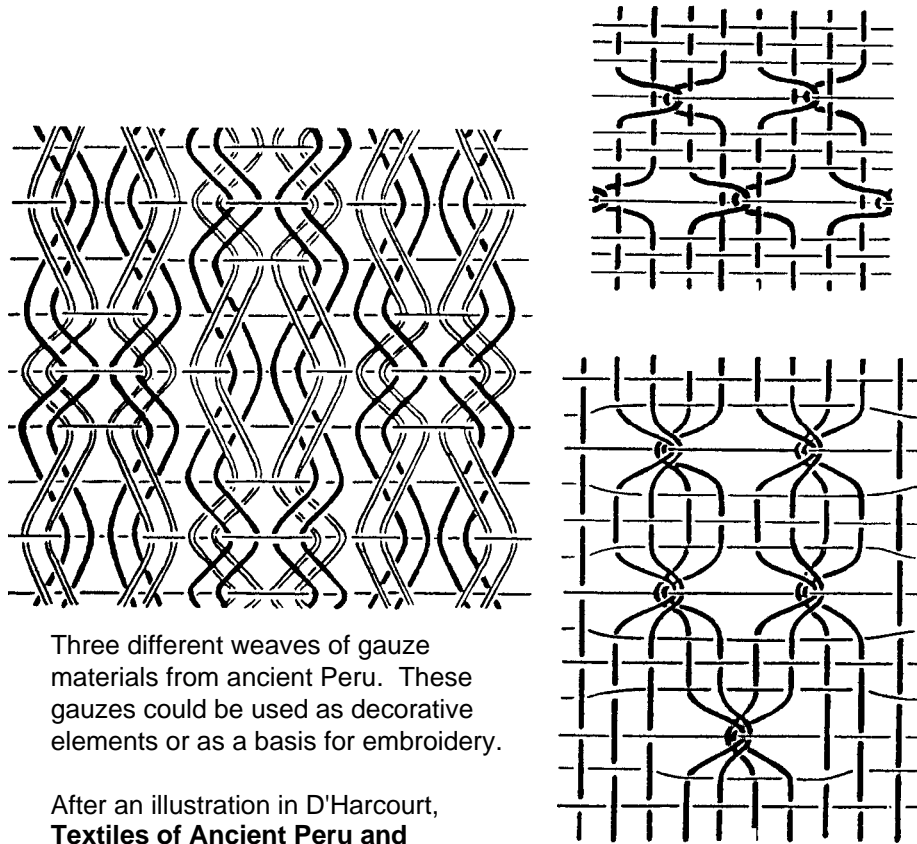 Three different weaves of gauze
materials from ancient Peru.  These
gauzes could be used as decorative
elements or as a basis for embroidery.

After an illustration in D'Harcourt,
Textiles of Ancient Peru and